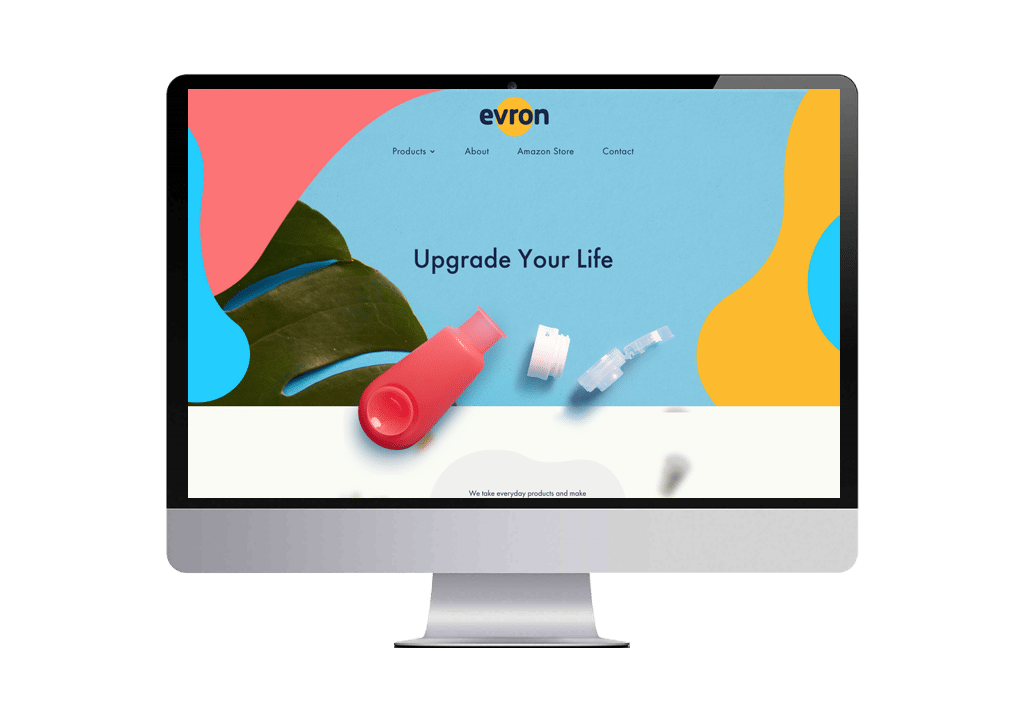 evron
Products About Amazon Store Contact
Upgrade Your Life
We take everyday products and make